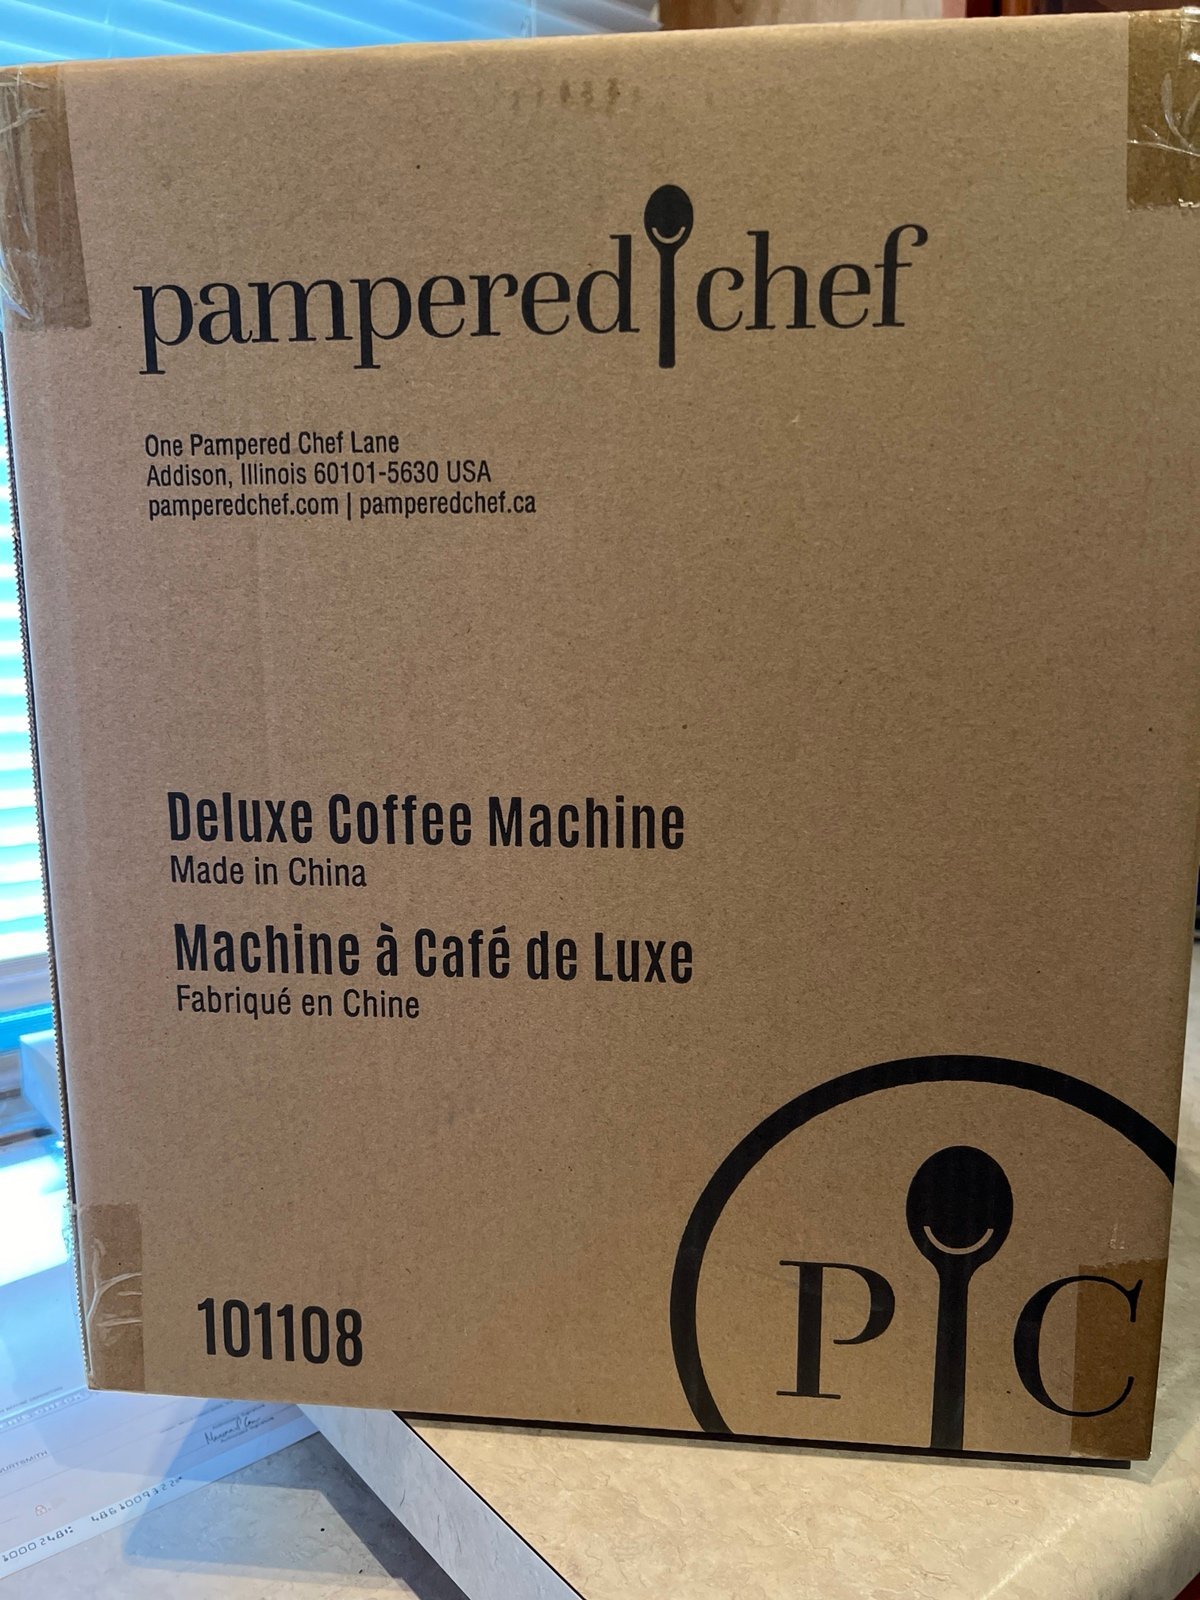 pampered chef
One Pampered Chef Lane
Addison, Illinois 60101-5630 USA
pamperedchef.com | pamperedchef.ca
Deluxe Coffee Machine
Made in China
Machine à Café de Luxe
Fabriqué en Chine
101108
P C